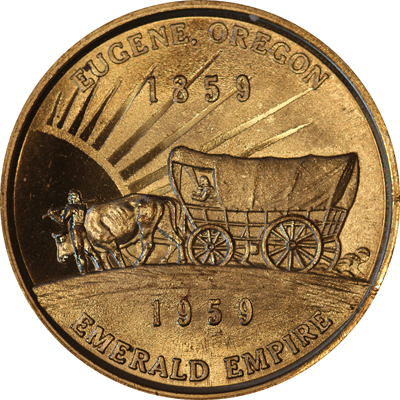 EUGENE, OREGON
1859
1959
EMERALD EMPIRE